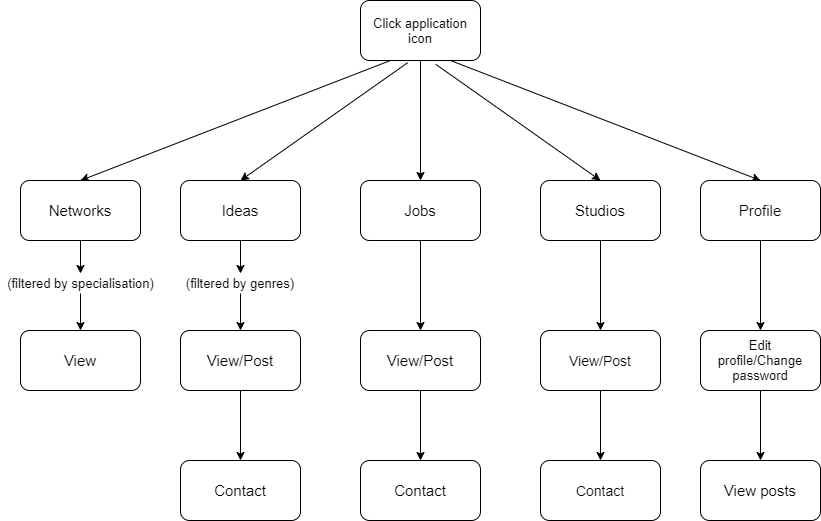 Click application
icon
Networks
Ideas
Jobs
Studios
Profile
(filtered by specialisation)
(filtered by genres)
View
View/Post
View/Post
View/Post
Edit
profile/Change
password
Contact
Contact
Contact
View posts